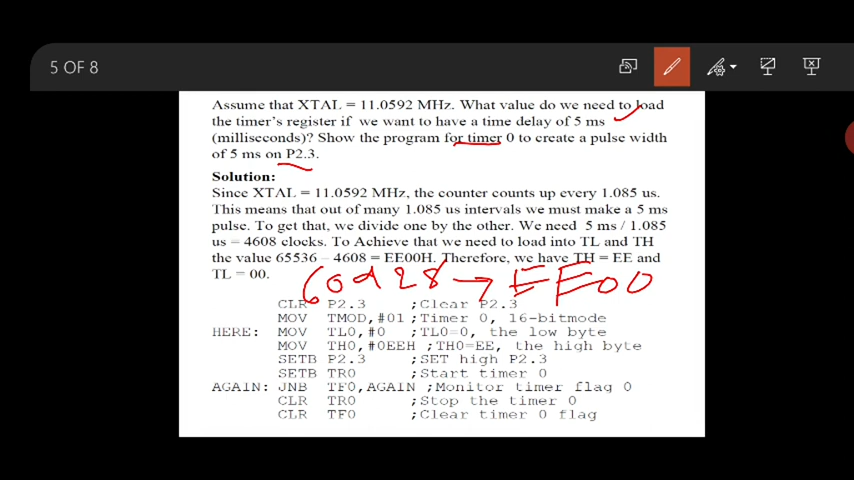 5 OF 8
Assume that XTAL = 11.0592 MHz. What value do we need to load
the timer's register if we want to have a time delay of 5 ms
(milliseconds)? Show the program for timer 0 to create a pulse width
of 5 ms on P2.3.
Solution:
Since XTAL = 11.0592 MHz, the counter counts up every 1.085 us.
This means that out of many 1.085 us intervals we must make a 5 ms
pulse. To get that, we divide one by the other. We need 5 ms / 1.085
us = 4608 clocks. To Achieve that we need to load into TL and TH
the value 65536 – 4608 = EE00H. Therefore, we have TH = EE and
TL = 00.
60928 → EE00
CLR P2.3 ;Clear P2.3
MOV TMOD,#01 ;Timer 0, 16-bitmode
HERE: MOV TL0,#0 ;TL0=0, the low byte
MOV TH0,#0EEH ;TH0=EE, the high byte
SETB P2.3 ;SET high P2.3
SETB TR0 ;Start timer 0
AGAIN: JNB TF0,AGAIN ;Monitor timer flag 0
CLR TR0 ;Stop the timer 0
CLR TF0 ;Clear timer 0 flag